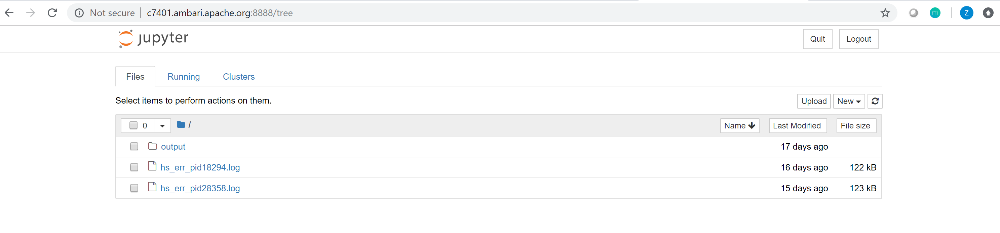 Not secure c7401.ambari.apache.org:8888/tree m Z
jupyter Quit Logout
Files Running Clusters
Select items to perform actions on them. Upload New
0 / Name Last Modified File size
output 17 days ago
hs_err_pid18294.log 16 days ago 122 kB
hs_err_pid28358.log 15 days ago 123 kB